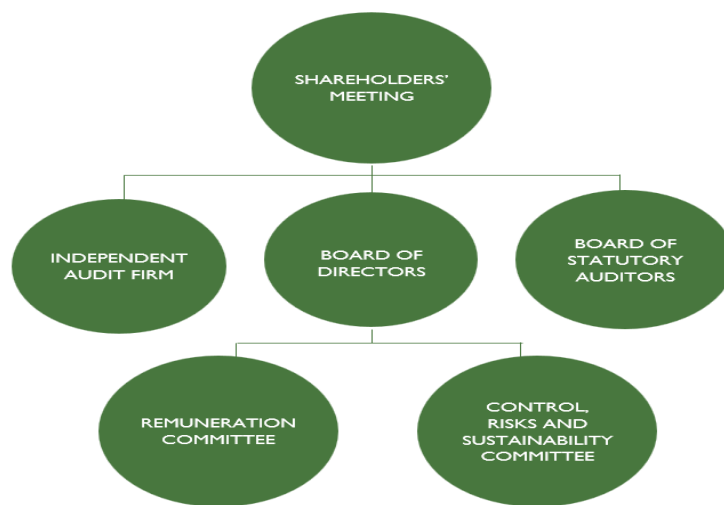 SHAREHOLDERS'
MEETING
INDEPENDENT
AUDIT FIRM
BOARD OF
DIRECTORS
BOARD OF
STATUTORY
AUDITORS
REMUNERATION
COMMITTEE
CONTROL,
RISKS AND
SUSTAINABILITY
COMMITTEE